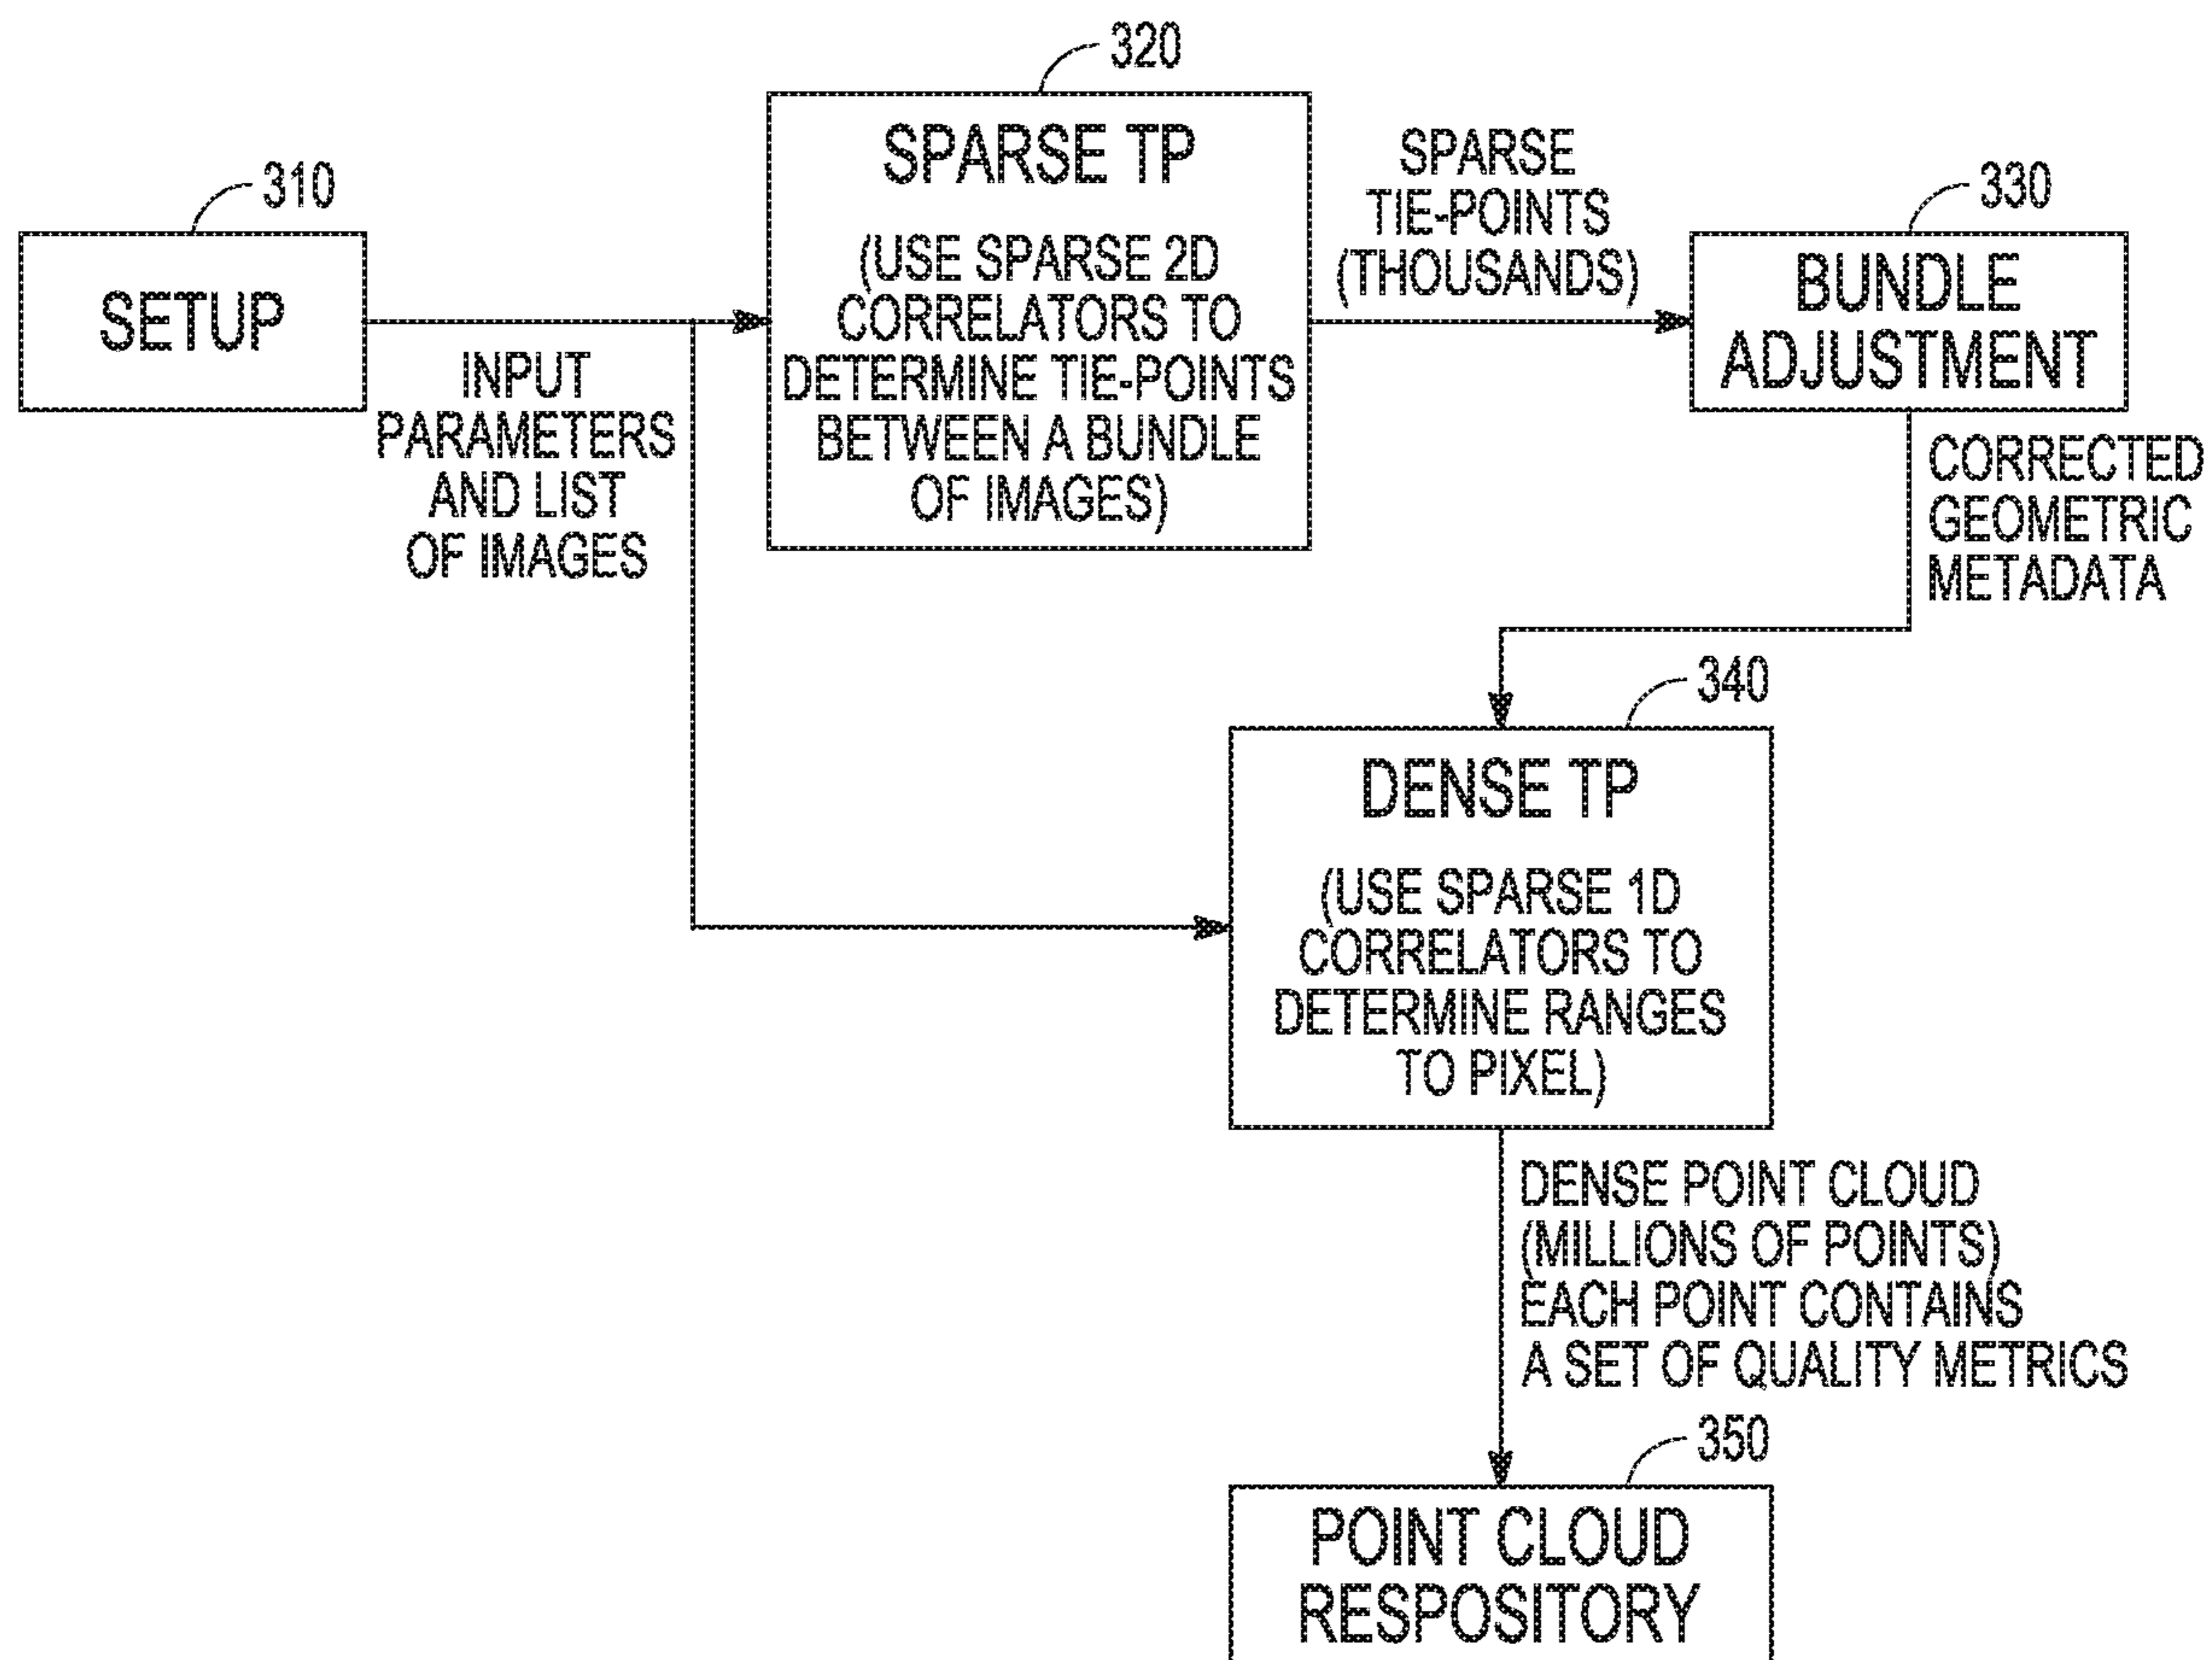 320
SPARSE TP
(USE SPARSE 2D
CORRELATORS TO
DETERMINE TIE-POINTS
BETWEEN A BUNDLE
OF IMAGES)
310
SETUP
INPUT
PARAMETERS
AND LIST
OF IMAGES
SPARSE
TIE-POINTS
(THOUSANDS)
330
BUNDLE
ADJUSTMENT
CORRECTED
GEOMETRIC
METADATA
340
DENSE TP
(USE SPARSE 1D
CORRELATORS TO
DETERMINE RANGES
TO PIXEL)
DENSE POINT CLOUD
(MILLIONS OF POINTS)
EACH POINT CONTAINS
A SET OF QUALITY METRICS
350
POINT CLOUD
RESPOSITORY